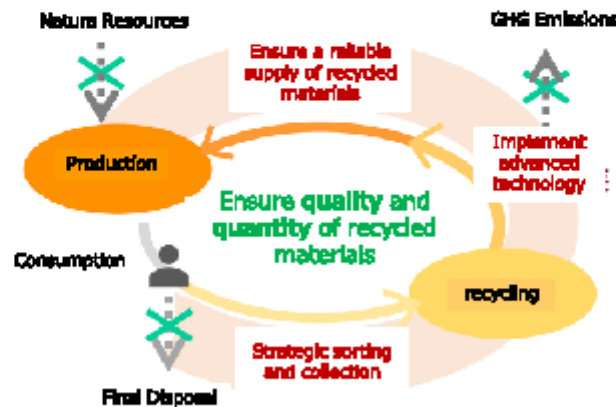 Natura Resources
GHG Emissions
Ensure a reliable
supply of recycled
materials
Production
Implement
advanced
technology
Ensure quality and
quantity of recycled
materials
Consumption
recycling
Strategic sorting
and collection
Final Disposal